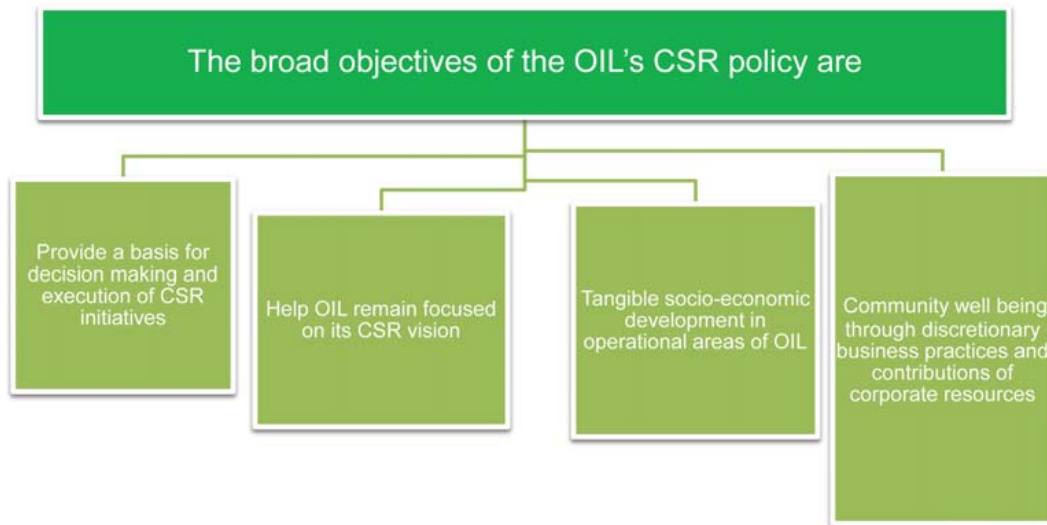 The broad objectives of the OIL's CSR policy are
Provide a basis for
decision making and
execution of CSR
initiatives
Help OIL remain focused
on its CSR vision
Tangible socio-economic
development in
operational areas of OIL
Community well being
through discretionary
business practices and
contributions of
corporate resources